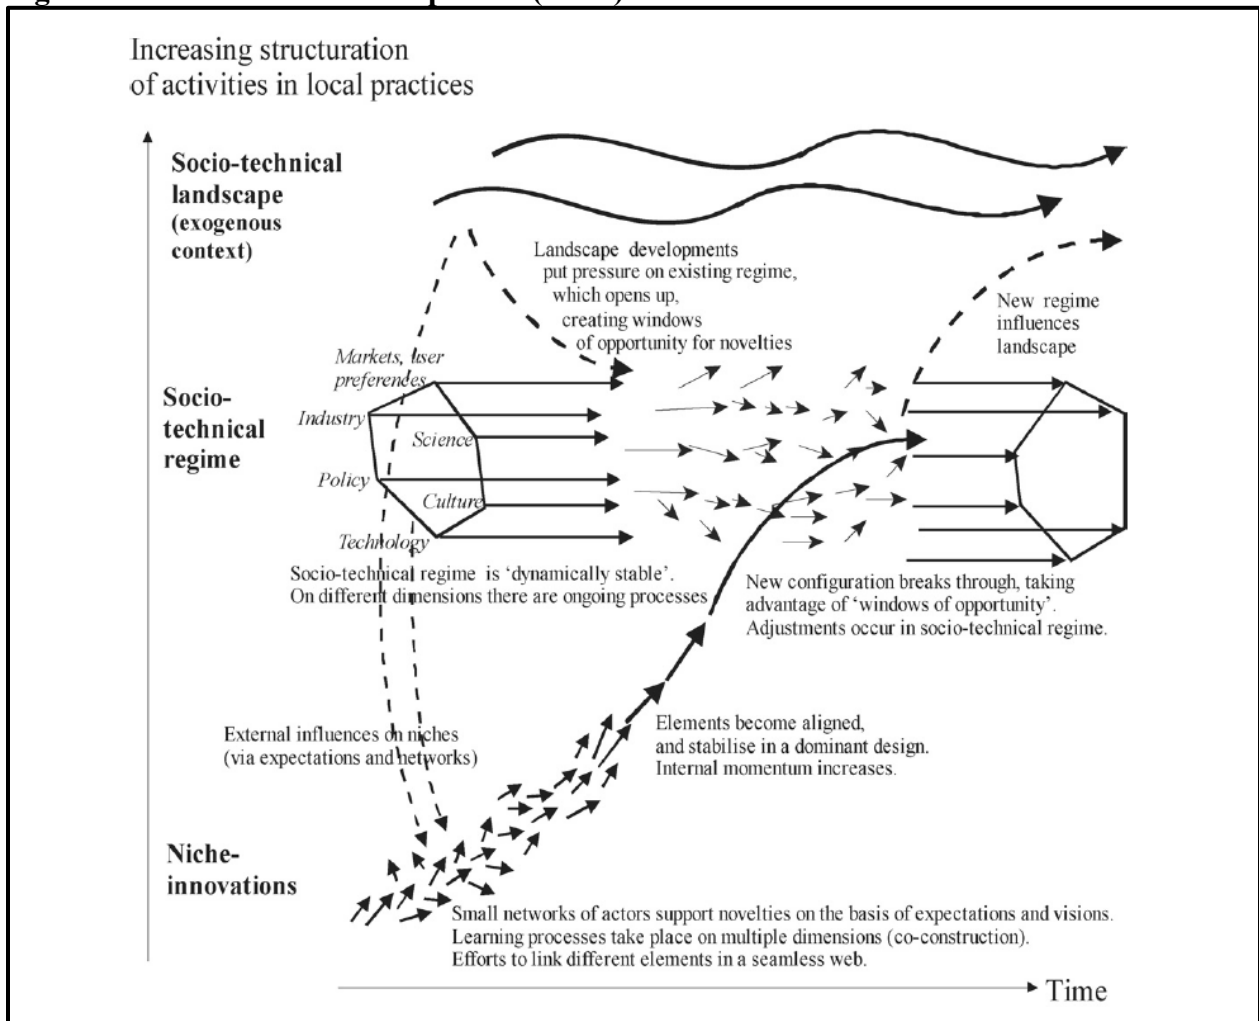 Increasing structuration
of activities in local practices
Socio-technical
landscape
(exogenous
context)
Landscape developments
put pressure on existing regime,
which opens up,
creating windows
of opportunity for novelties
New regime
influences
landscape
Markets, user
preferences
Socio-
technical
regime
Industry
Science
Policy
Culture
Technology
Socio-technical regime is ‘dynamically stable’.
On different dimensions there are ongoing processes
New configuration breaks through, taking
advantage of ‘windows of opportunity’.
Adjustments occur in socio-technical regime.
External influences on niches
(via expectations and networks)
Elements become aligned,
and stabilise in a dominant design.
Internal momentum increases.
Niche-
innovations
Small networks of actors support novelties on the basis of expectations and visions.
Learning processes take place on multiple dimensions (co-construction).
Efforts to link different elements in a seamless web.
Time